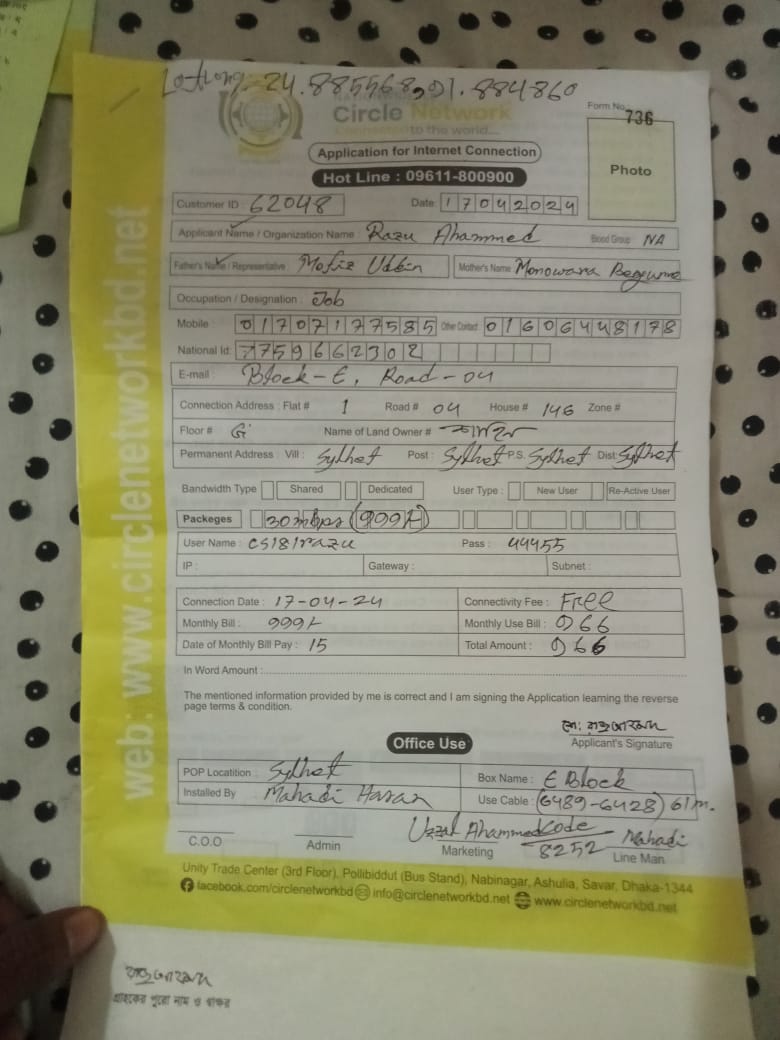 24.885568, 91.884860
Circle Network
Connected to the world...
Form No. 736
Application for Internet Connection
Photo
Hot Line : 09611-800900
Customer ID : 62048 Date: 17042024
Applicant Name / Organization Name : Razu Ahammed Blood Group : NA
Father's Name / Representative : Mofiz Uddin Mother's Name Monowara Begume
Occupation / Designation : Job
Mobile : 01707177585 Other Contact 01606448178
National Id: 7759662302
E-mail : Block-E, Road-04
Connection Address : Flat # 1 Road # 04 House # 146 Zone #
Floor # G Name of Land Owner #
Permanent Address : Vill : Sylhet Post : Sylhet P.S. Sylhet Dist: Sylhet
Bandwidth Type Shared Dedicated User Type : New User Re-Active User
Packeges 30mbps (999/-)
User Name : cs181razu Pass : 44455
IP : Gateway : Subnet :
Connection Date : 17-04-24 Connectivity Fee : Free
Monthly Bill : 999/- Monthly Use Bill : 966
Date of Monthly Bill Pay : 15 Total Amount : 966
In Word Amount :
The mentioned information provided by me is correct and I am signing the Application learning the reverse
page terms & condition.
মো: রাজু আহমদ
Applicant's Signature
Office Use
POP Locatition : Sylhet Box Name : E Block
Installed By Mahadi Hasan Use Cable : (6489-6428) 61m.
Uzzal Ahammed Code 8252 Mahadi
C.O.O Admin Marketing Line Man
Unity Trade Center (3rd Floor), Pollibiddut (Bus Stand), Nabinagar, Ashulia, Savar, Dhaka-1344
facebook.com/circlenetworkbd info@circlenetworkbd.net www.circlenetworkbd.net
web: www.circlenetworkbd.net
রাজু আহমদ
গ্রাহকের পুরো নাম ও স্বাক্ষর